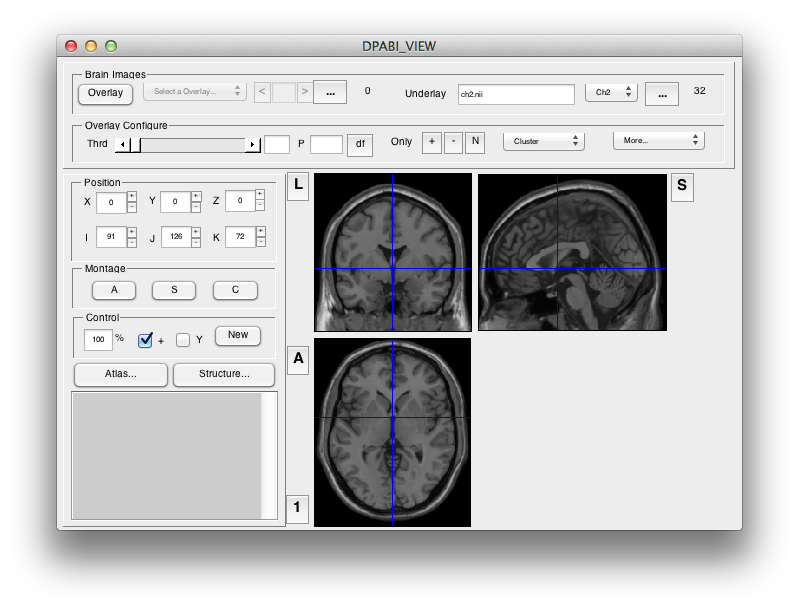 DPABI_VIEW
Brain Images
Overlay Select a Overlay... < > ... 0 Underlay ch2.nii Ch2 ... 32
Overlay Configure
Thrd P df Only + - N Cluster More...
Position
X 0 + - Y 0 + - Z 0 + -
I 91 + - J 126 + - K 72 + -
Montage
A S C
Control
100 % + Y New
Atlas... Structure...
L
S
A
1